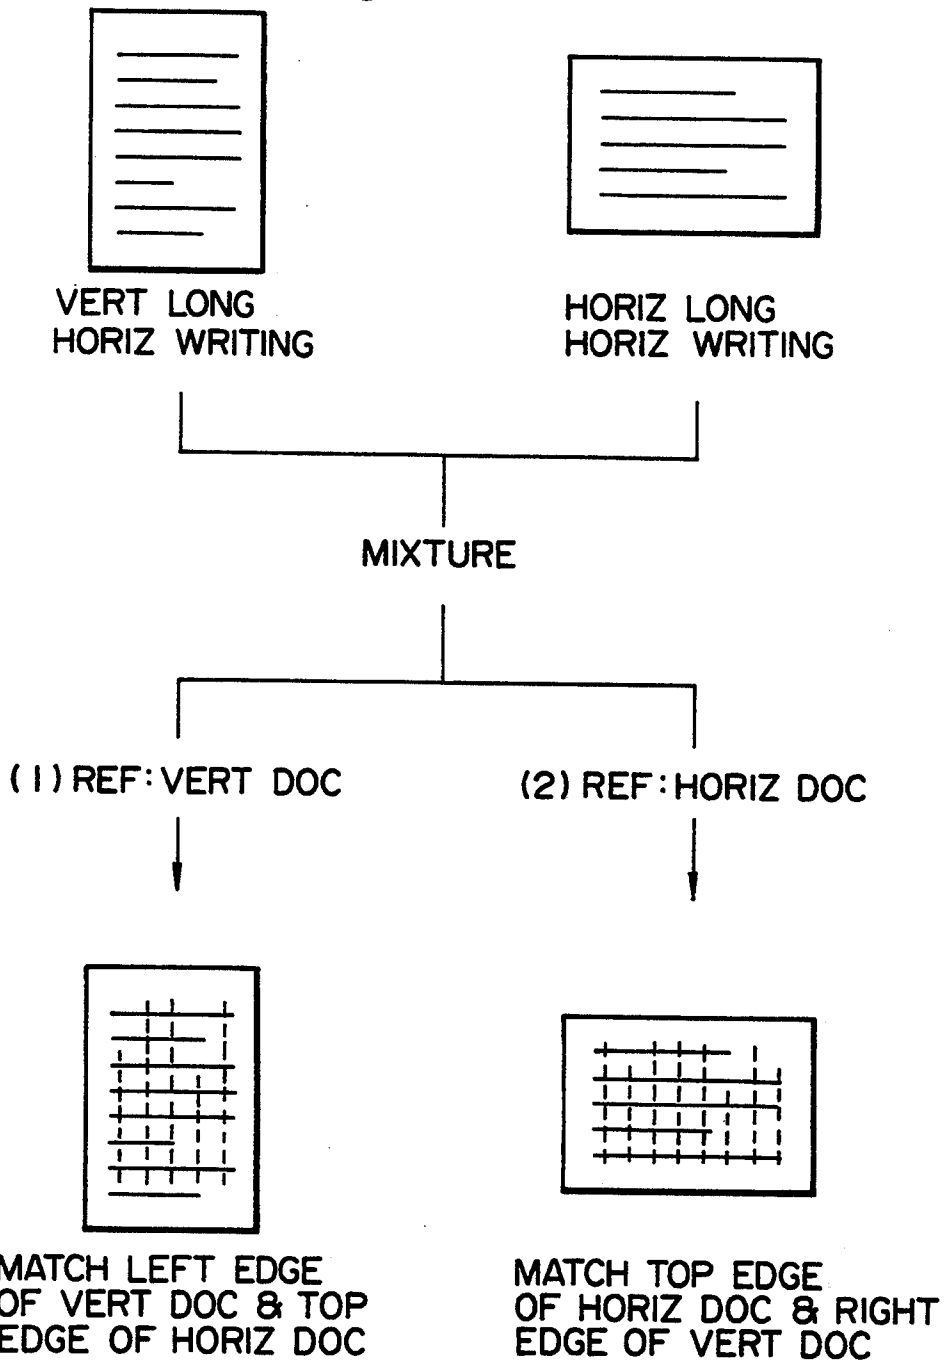 VERT LONG
HORIZ WRITING
HORIZ LONG
HORIZ WRITING
MIXTURE
(1) REF: VERT DOC
(2) REF: HORIZ DOC
MATCH LEFT EDGE
OF VERT DOC & TOP
EDGE OF HORIZ DOC
MATCH TOP EDGE
OF HORIZ DOC & RIGHT
EDGE OF VERT DOC